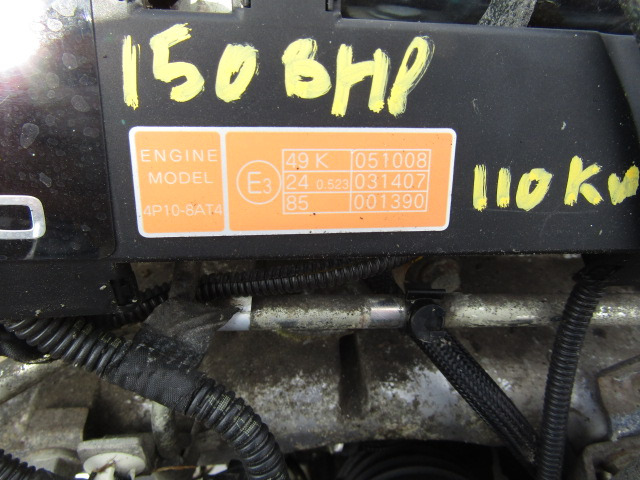 150 BHP
ENGINE MODEL
4P10-8AT4
E3
49 K 051008
24 0.523 031407
85 001390
110 Kw